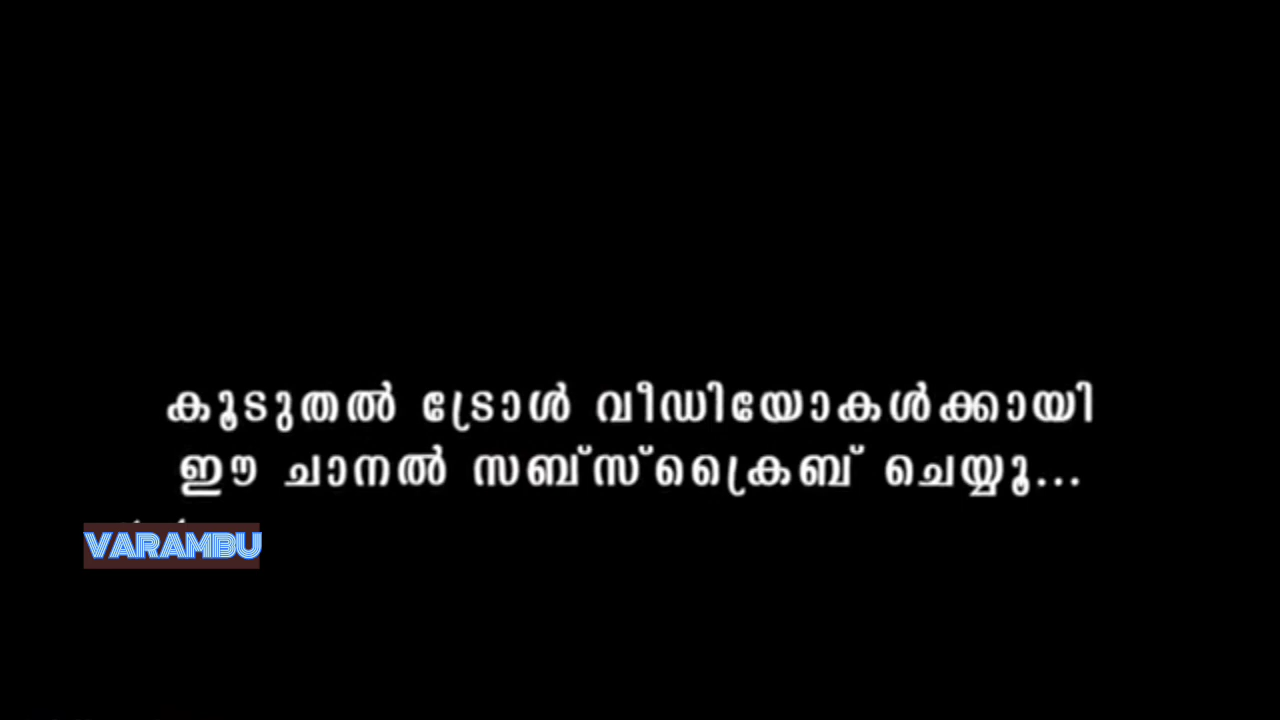 കൂടുതൽ ട്രോൾ വീഡിയോകൾക്കായി
ഈ ചാനൽ സബ്സ്ക്രൈബ് ചെയ്യൂ...
VARAMBU